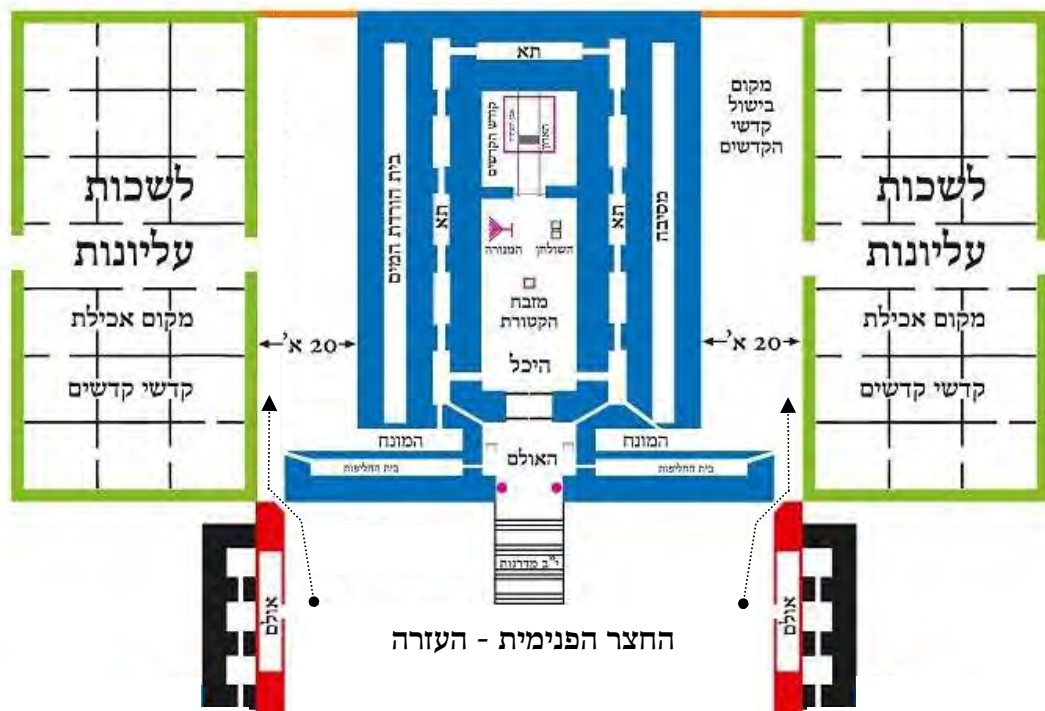 תא
מקום
בישול
קדשי
הקדשים
קודש הקדשים
הארון
לשכות
עליונות
מקום אכילת
קדשי קדשים
לשכות
עליונות
מקום אכילת
קדשי קדשים
מסיבה
תא
תא
בית הורדת המים
השולחן
המנורה
מזבח
הקטורת
היכל
20 א'
20 א'
המונח
המונח
האולם
בית החליפות
בית החליפות
י"ב מדרגות
אולם
אולם
החצר הפנימית - העזרה